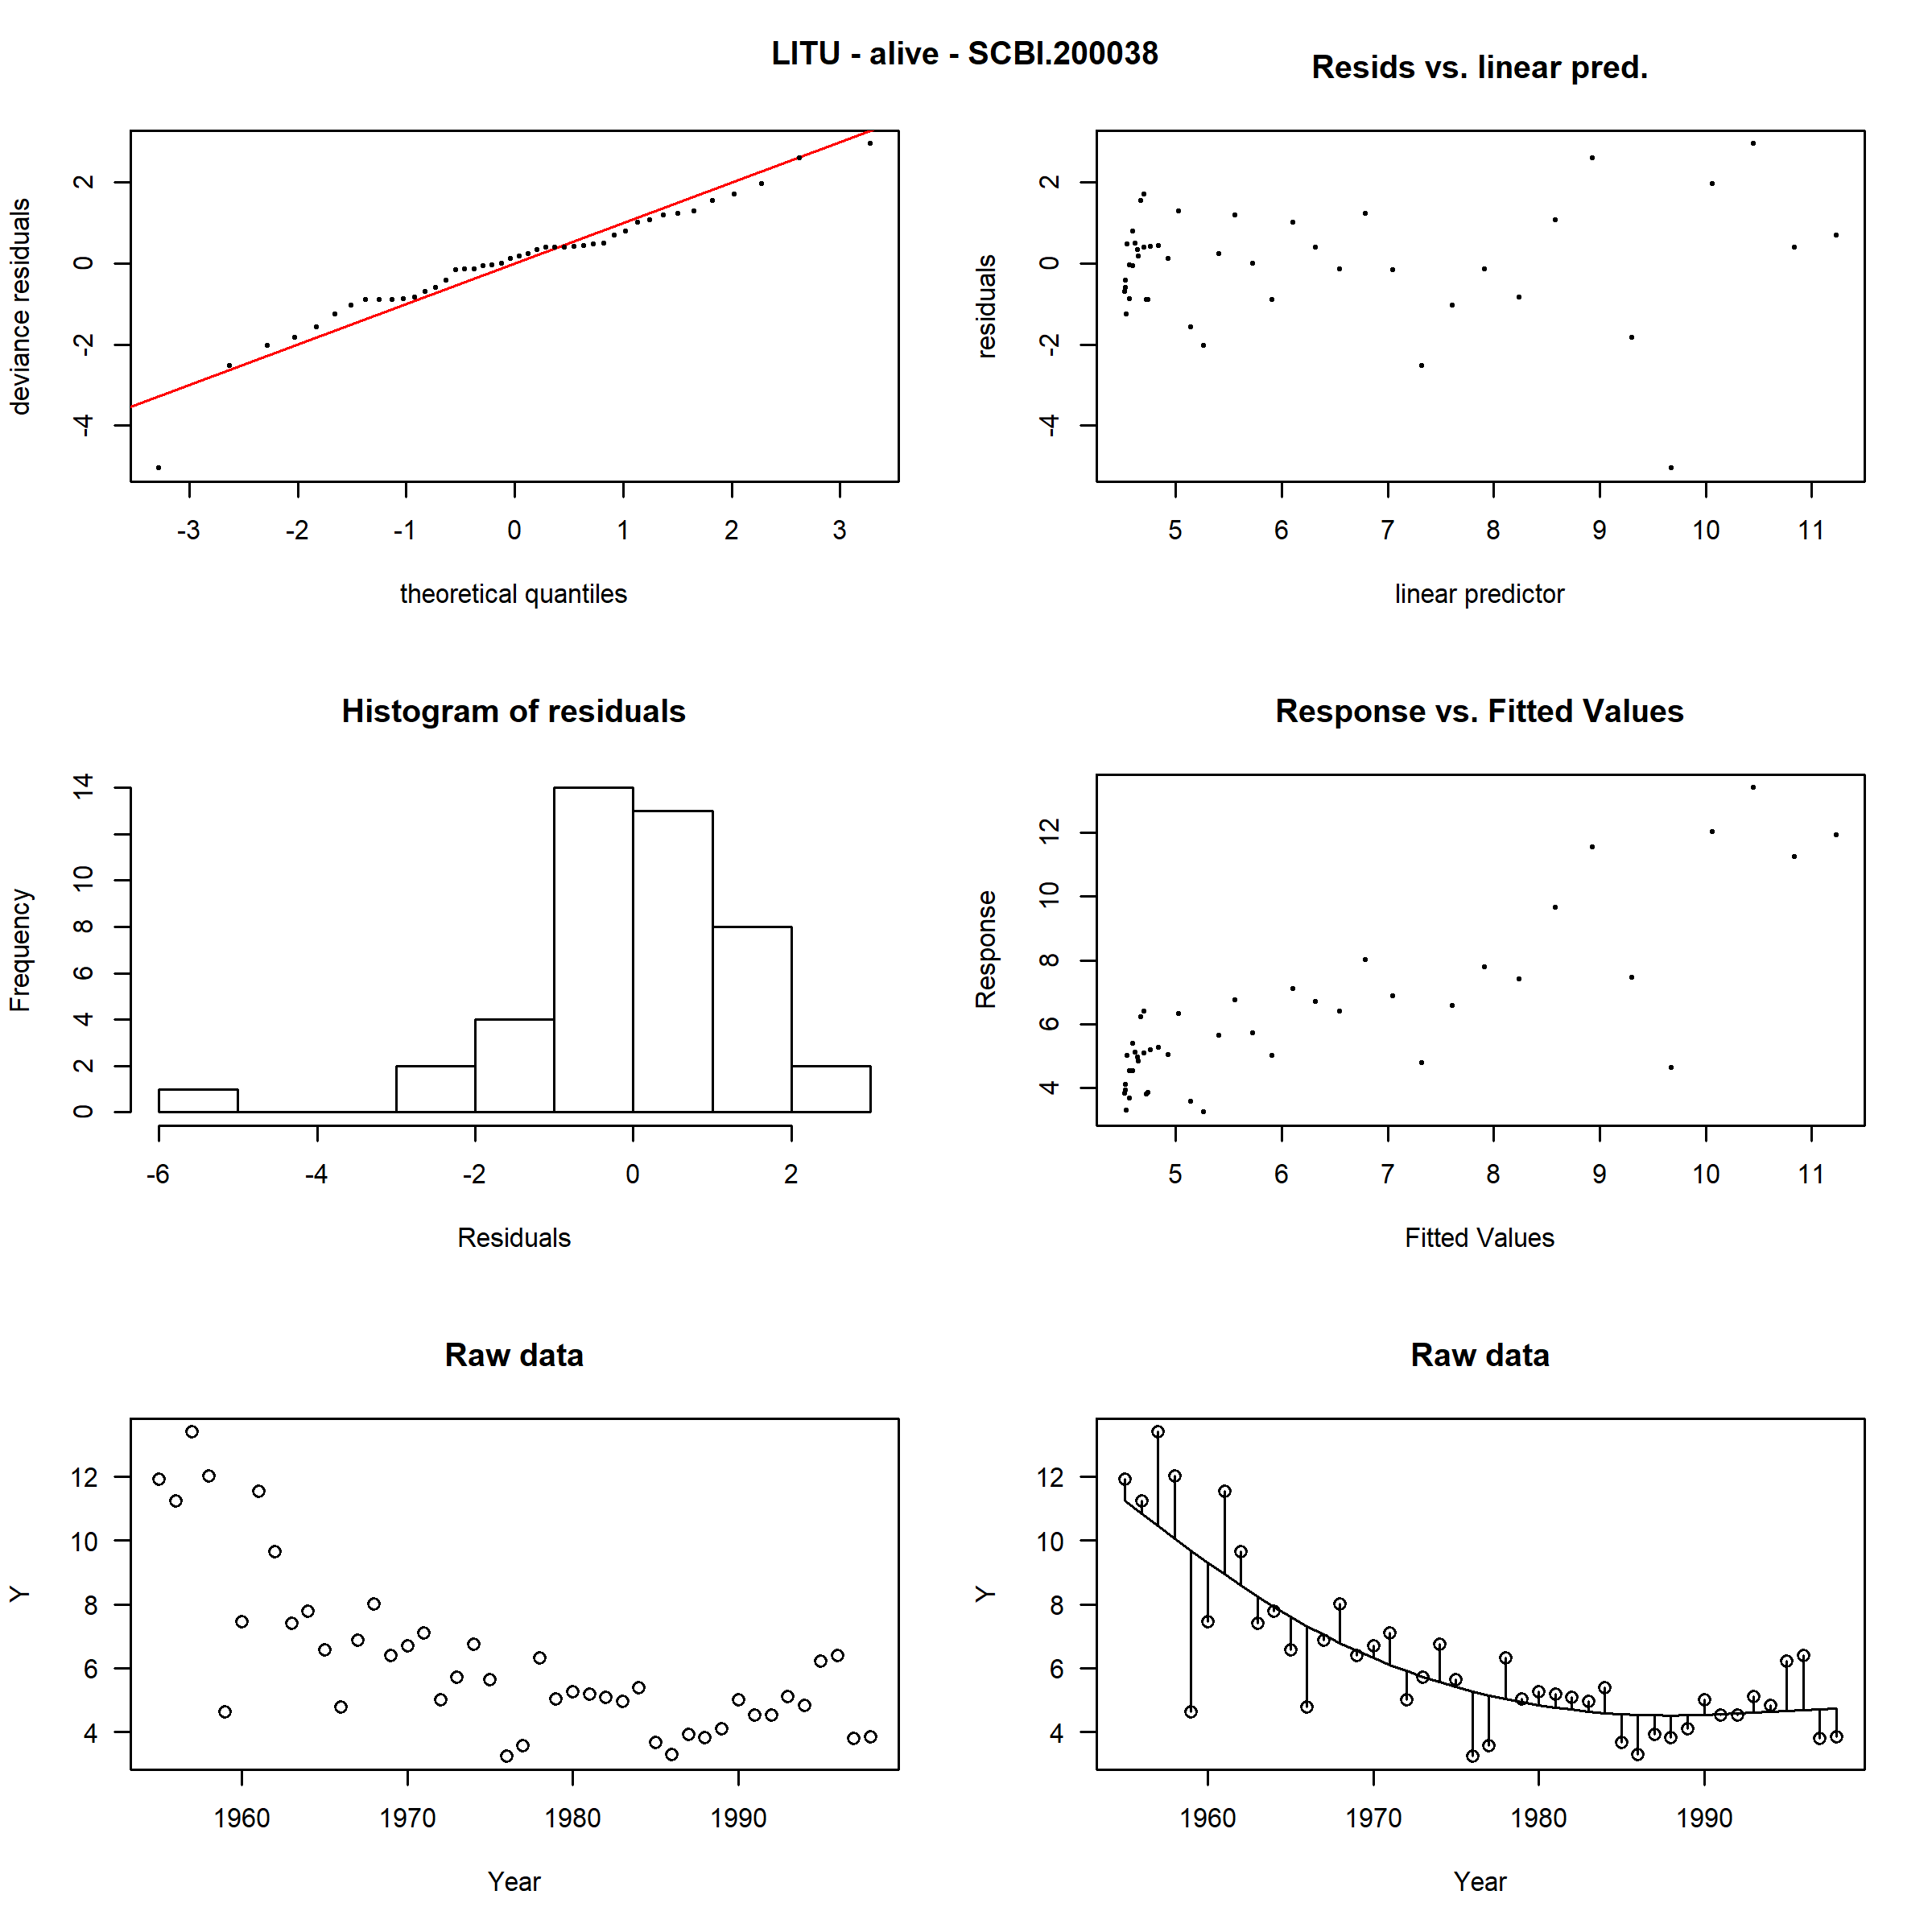 LITU - alive - SCBI.200038
Resids vs. linear pred.
deviance residuals
2
0
-2
-4
-3 -2 -1 0 1 2 3
theoretical quantiles
residuals
2
0
-2
-4
5 6 7 8 9 10 11
linear predictor
Histogram of residuals
Frequency
14
10
8
6
4
2
0
-6 -4 -2 0 2
Residuals
Response vs. Fitted Values
Response
12
10
8
6
4
5 6 7 8 9 10 11
Fitted Values
Raw data
Y
12
10
8
6
4
1960 1970 1980 1990
Year
Raw data
Y
12
10
8
6
4
1960 1970 1980 1990
Year